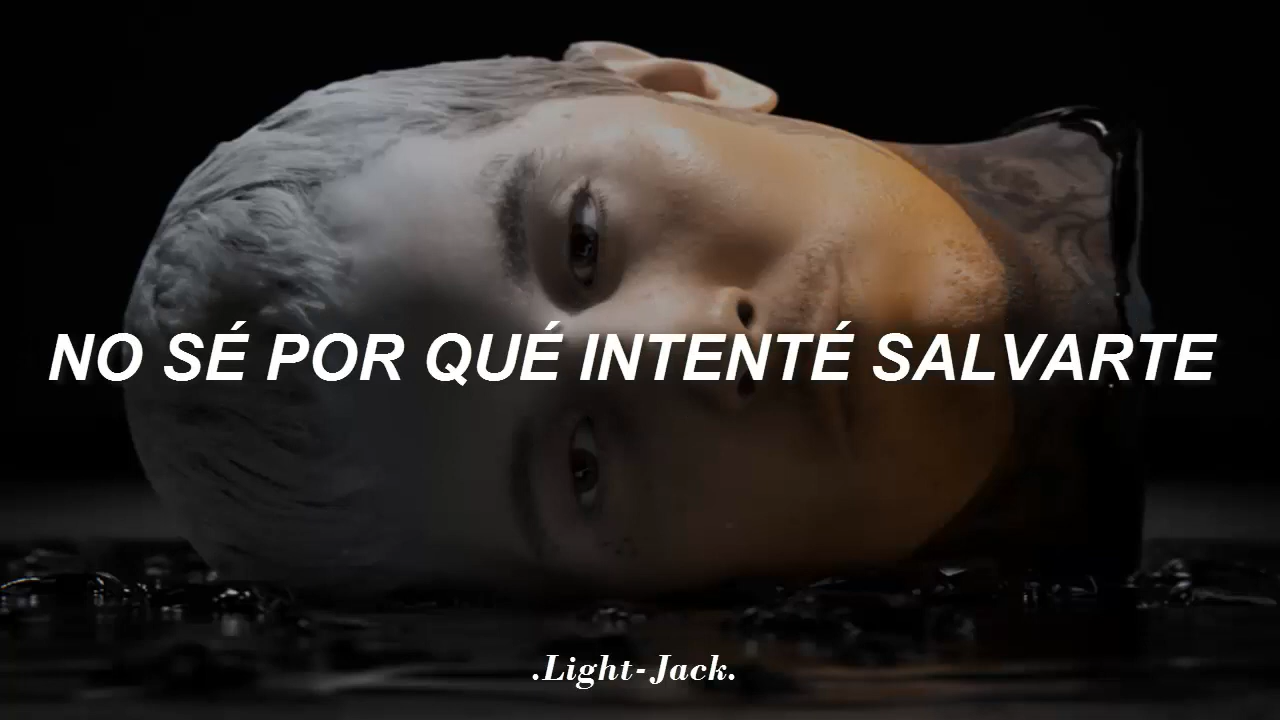 NO SÉ POR QUÉ INTENTÉ SALVARTE
.Light-Jack.